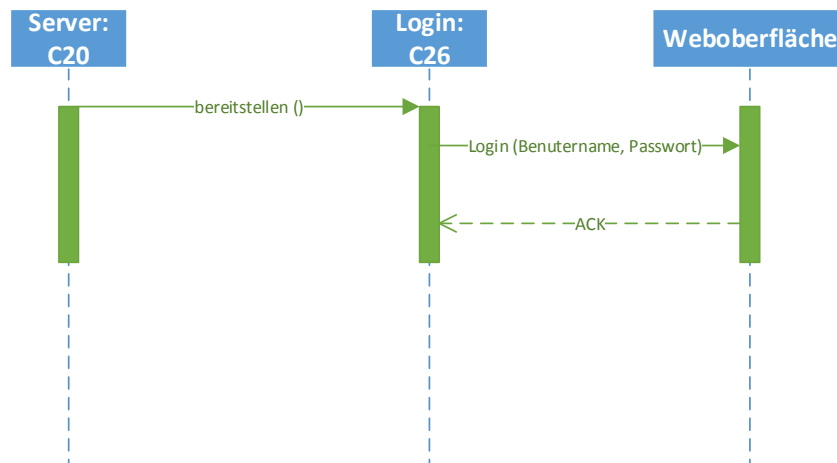 Server:
C20
Login:
C26
Weboberfläche
bereitstellen ()
Login (Benutername, Passwort)
ACK